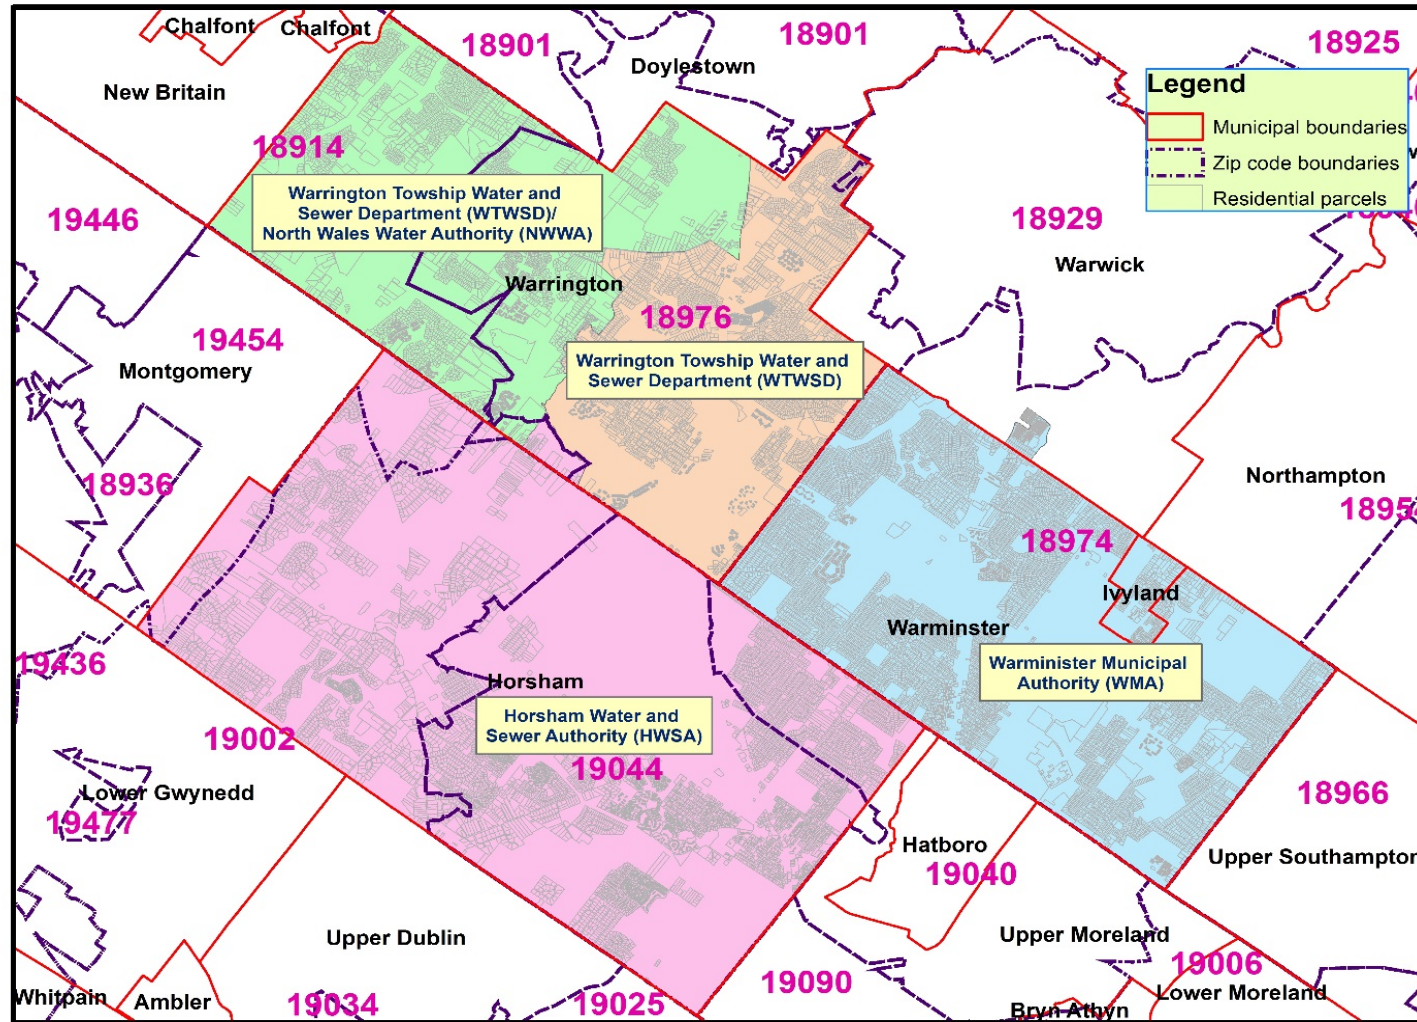 Chalfont
Chalfont
18901
18901
18925
New Britain
Doylestown
Legend
Municipal boundaries
Zip code boundaries
Residential parcels
18914
Warrington Towship Water and
Sewer Department (WTWSD)/
North Wales Water Authority (NWWA)
19446
18929
Warwick
Warrington
18976
19454
Montgomery
Warrington Towship Water and
Sewer Department (WTWSD)
18936
Northampton
18974
Ivyland
Warminster
19436
Warminister Municipal
Authority (WMA)
Horsham
Horsham Water and
Sewer Authority (HWSA)
19002
19044
Lower Gwynedd
19477
18966
Hatboro
19040
Upper Southampton
Upper Dublin
Upper Moreland
19006
19090
Whitpain
Ambler
19034
19025
Lower Moreland
Bryn Athyn